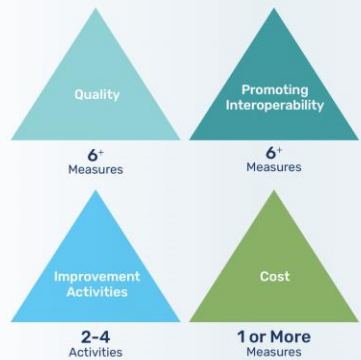 Quality
Promoting
Interoperability
6+
Measures
6+
Measures
Improvement
Activities
Cost
2-4
Activities
1 or More
Measures